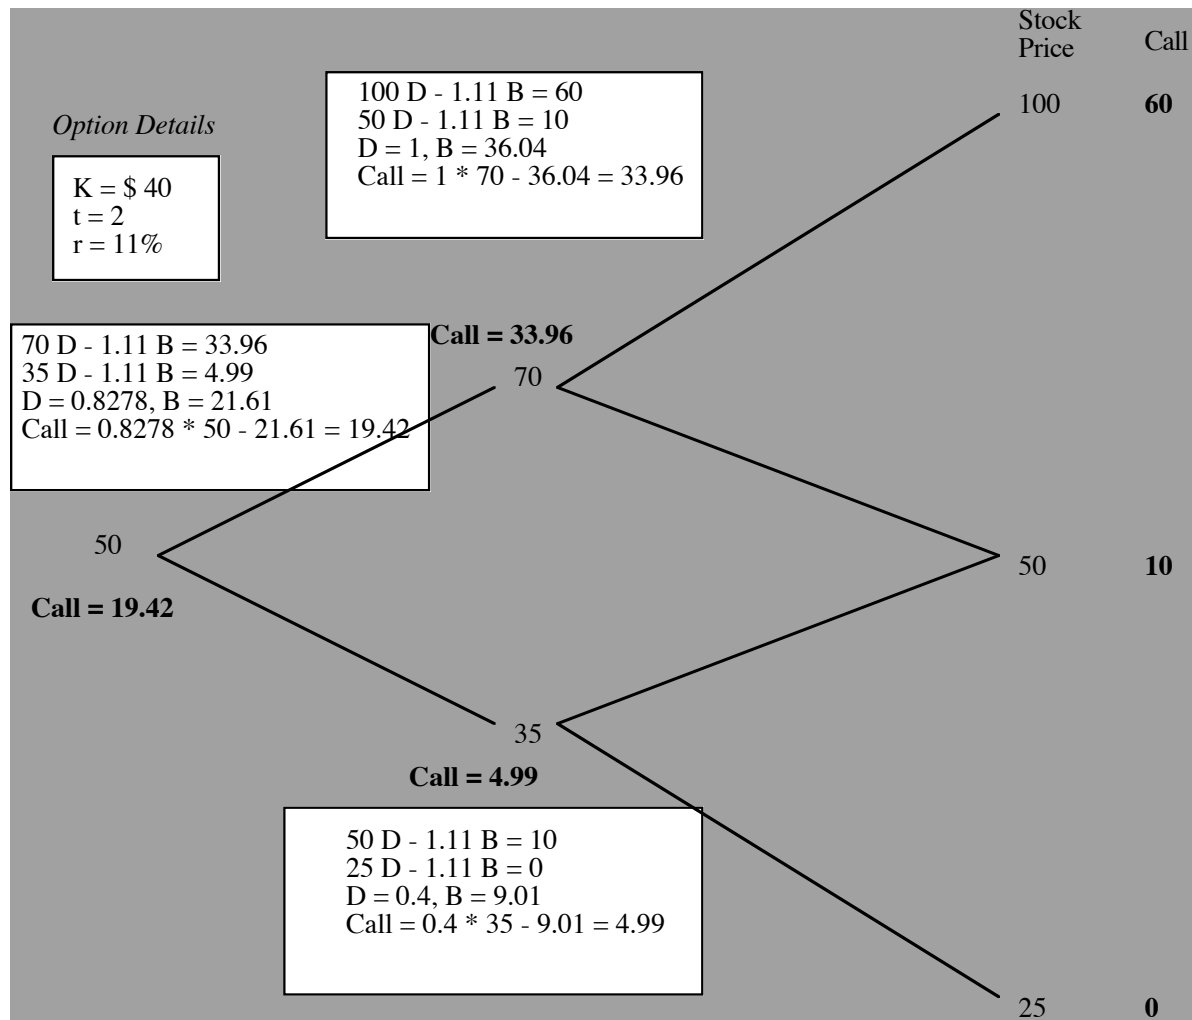 Stock
Price
Call
100 D - 1.11 B = 60
50 D - 1.11 B = 10
D = 1, B = 36.04
Call = 1 * 70 - 36.04 = 33.96
100
60
Option Details
K = $ 40
t = 2
r = 11%
70 D - 1.11 B = 33.96
35 D - 1.11 B = 4.99
D = 0.8278, B = 21.61
Call = 0.8278 * 50 - 21.61 = 19.42
Call = 33.96
70
50
Call = 19.42
50
10
35
Call = 4.99
50 D - 1.11 B = 10
25 D - 1.11 B = 0
D = 0.4, B = 9.01
Call = 0.4 * 35 - 9.01 = 4.99
25
0